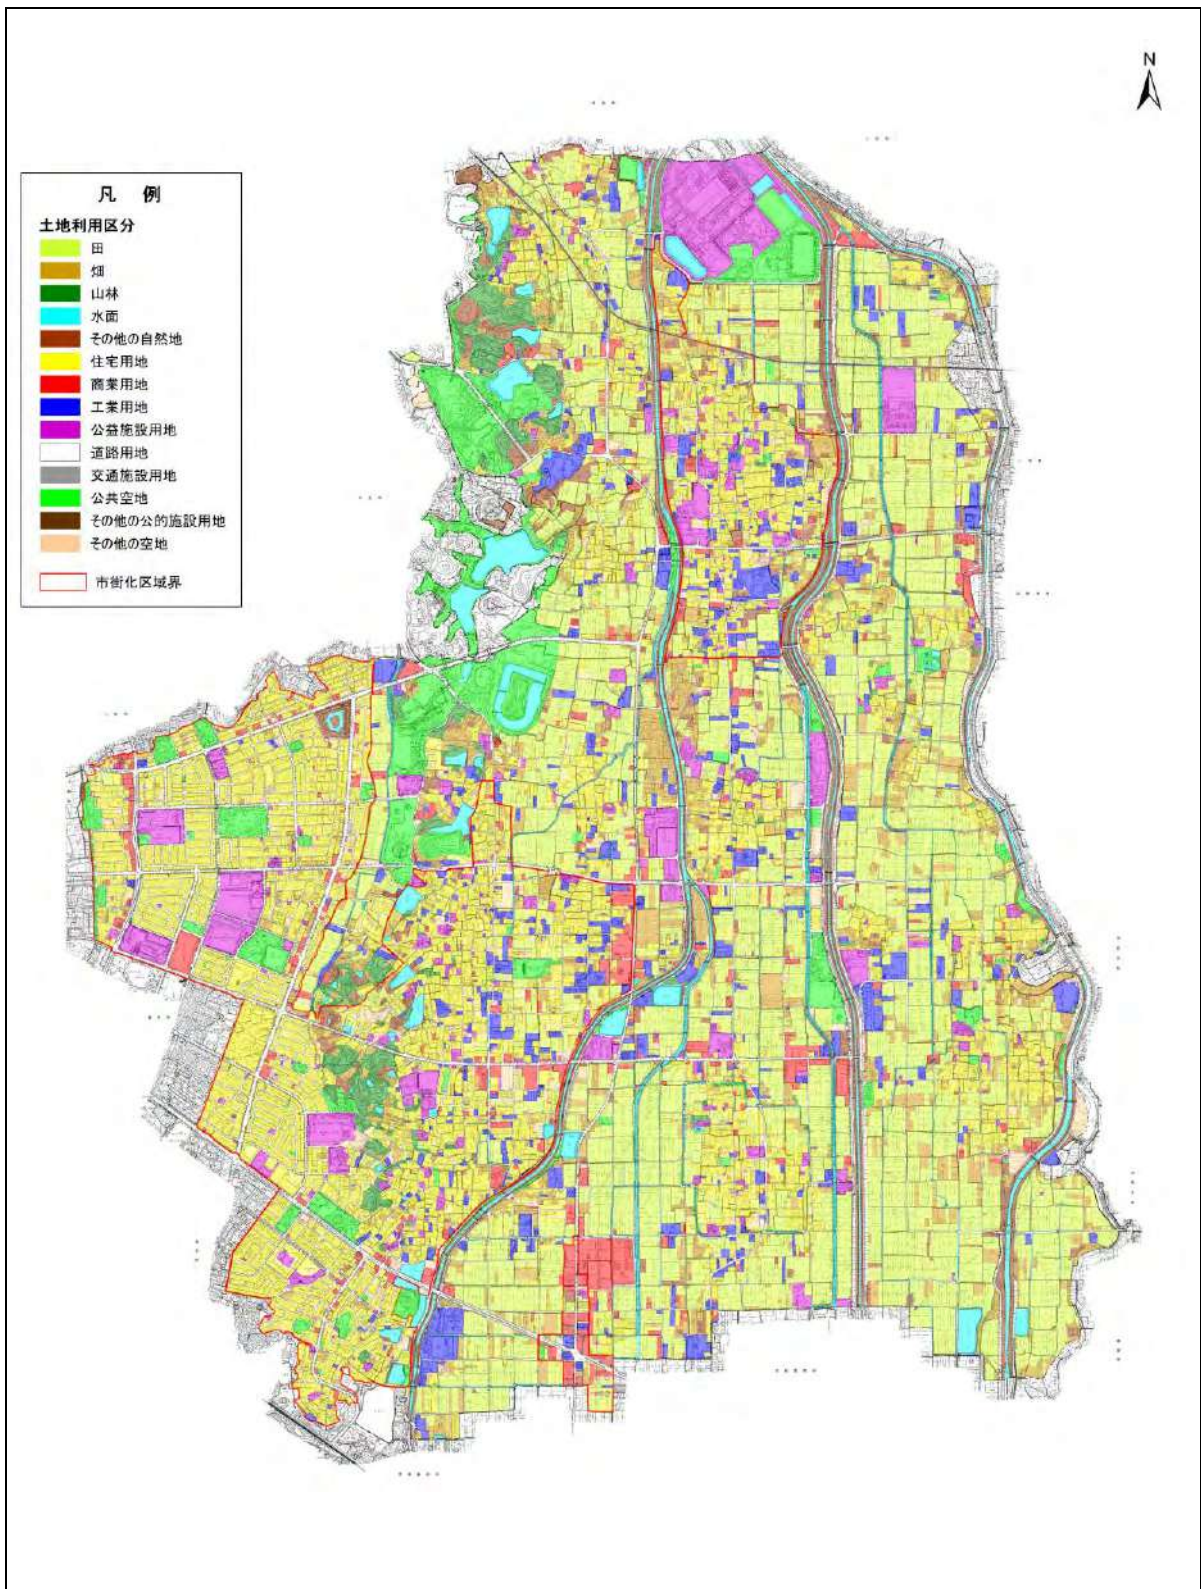 N
凡 例
土地利用区分
田
畑
山林
水面
その他の自然地
住宅用地
商業用地
工業用地
公益施設用地
道路用地
交通施設用地
公共空地
その他の公的施設用地
その他の空地
市街化区域界